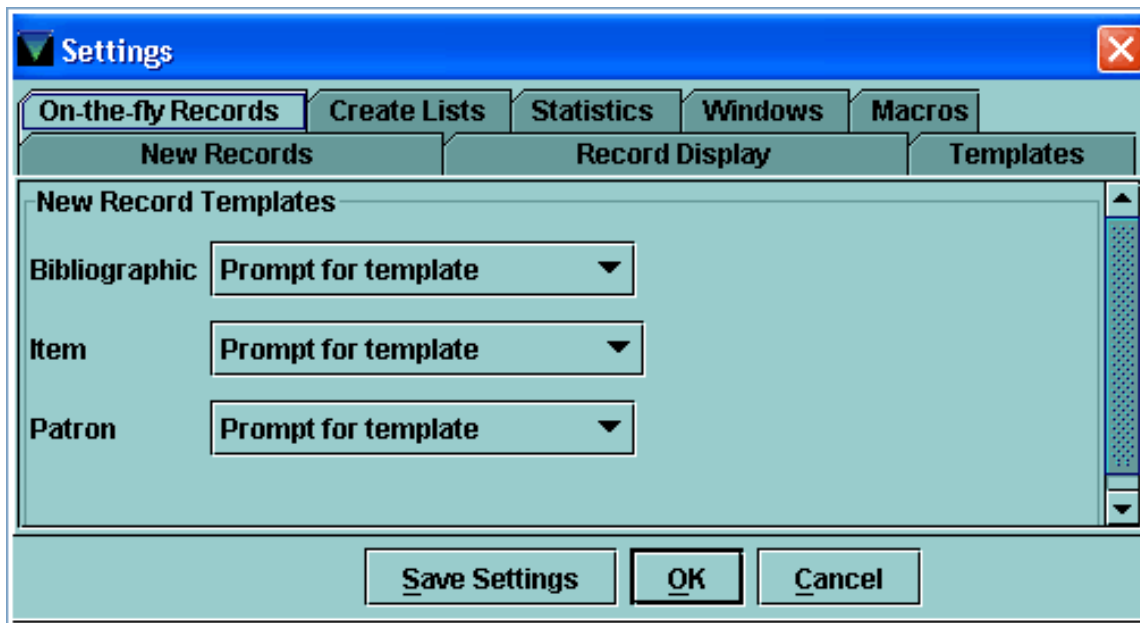 Settings
On-the-fly Records Create Lists Statistics Windows Macros
New Records Record Display Templates
New Record Templates
Bibliographic Prompt for template
Item Prompt for template
Patron Prompt for template
Save Settings OK Cancel